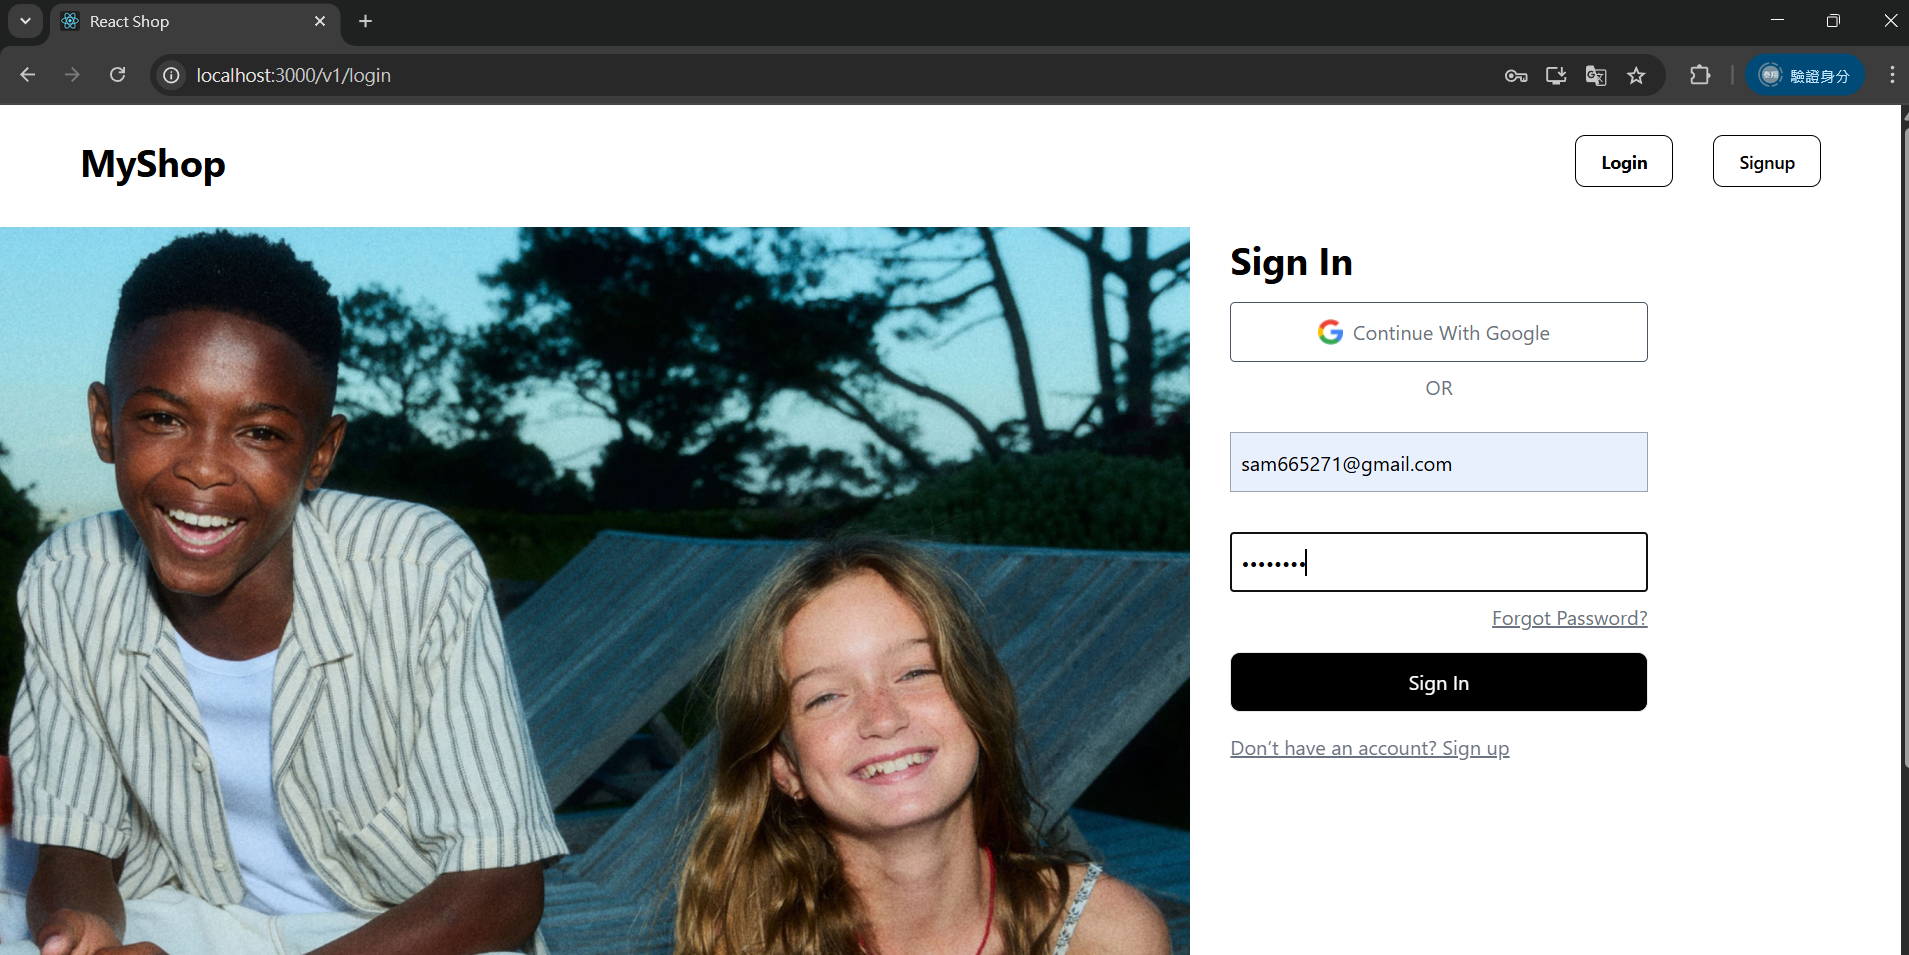 React Shop
localhost:3000/v1/login
驗證身分
MyShop
Login
Signup
Sign In
Continue With Google
OR
sam665271@gmail.com
••••••••
Forgot Password?
Sign In
Don't have an account? Sign up